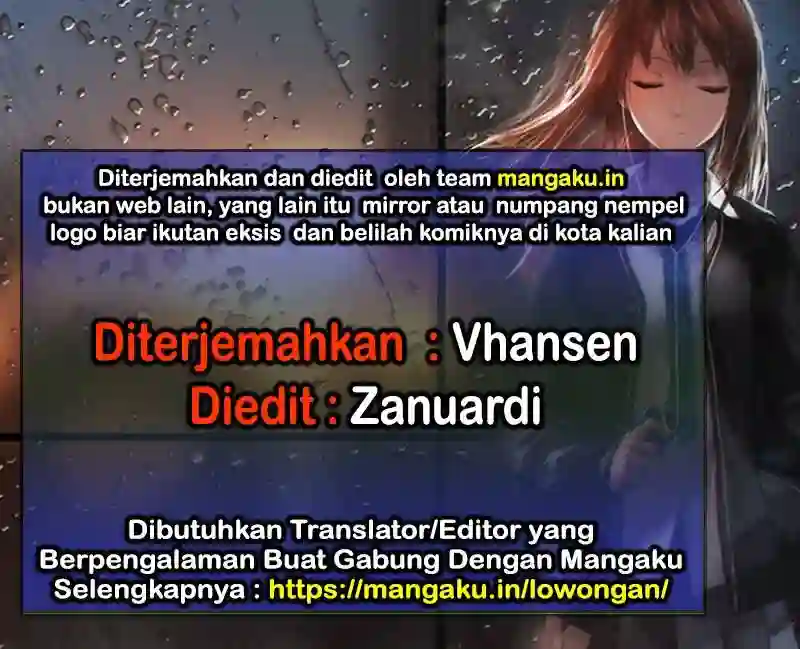 Diterjemahkan dan diedit oleh team mangaku.in
bukan web lain, yang lain itu mirror atau numpang nempel
logo biar ikutan eksis dan belilah komiknya di kota kalian
Diterjemahkan : Vhansen
Diedit : Zanuardi
Dibutuhkan Translator/Editor yang
Berpengalaman Buat Gabung Dengan Mangaku
Selengkapnya : https://mangaku.in/lowongan/